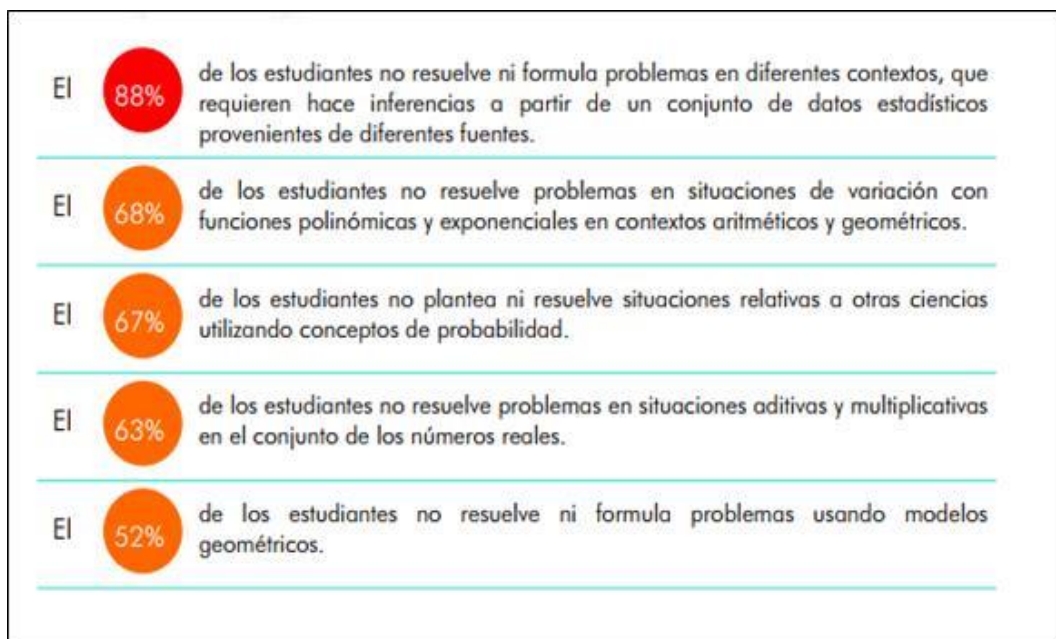 El 88% de los estudiantes no resuelve ni formula problemas en diferentes contextos, que
requieren hace inferencias a partir de un conjunto de datos estadísticos
provenientes de diferentes fuentes.
El 68% de los estudiantes no resuelve problemas en situaciones de variación con
funciones polinómicas y exponenciales en contextos aritméticos y geométricos.
El 67% de los estudiantes no plantea ni resuelve situaciones relativas a otras ciencias
utilizando conceptos de probabilidad.
El 63% de los estudiantes no resuelve problemas en situaciones aditivas y multiplicativas
en el conjunto de los números reales.
El 52% de los estudiantes no resuelve ni formula problemas usando modelos
geométricos.